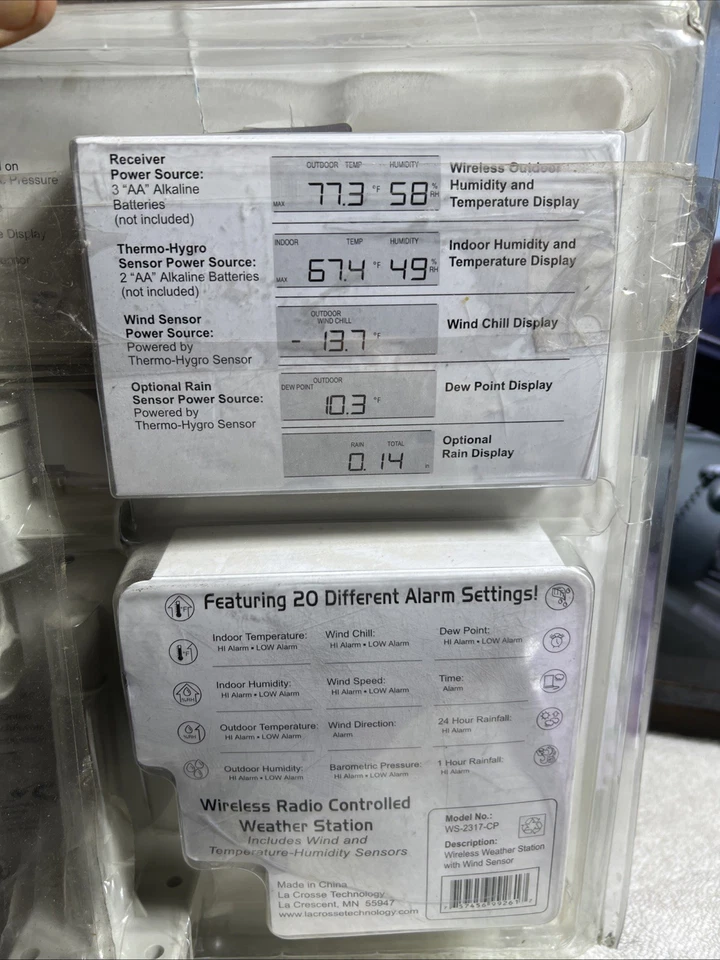 on
Pressure
Receiver
Power Source:
3 “AA” Alkaline
Batteries
(not included)
Thermo-Hygro
Sensor Power Source:
2 “AA” Alkaline Batteries
(not included)
Wind Sensor
Power Source:
Powered by
Thermo-Hygro Sensor
Optional Rain
Sensor Power Source:
Powered by
Thermo-Hygro Sensor
OUTDOOR TEMP HUMIDITY
MAX 77.3 °F 58 % RH
INDOOR TEMP HUMIDITY
MAX 67.4 °F 49 % RH
OUTDOOR
WIND CHILL
- 13.7 °F
OUTDOOR
DEW POINT
10.3 °F
RAIN TOTAL
0.14 in
Wireless Outdoor
Humidity and
Temperature Display
Indoor Humidity and
Temperature Display
Wind Chill Display
Dew Point Display
Optional
Rain Display
Featuring 20 Different Alarm Settings!
Indoor Temperature:
HI Alarm • LOW Alarm
Wind Chill:
HI Alarm • LOW Alarm
Dew Point:
HI Alarm • LOW Alarm
Indoor Humidity:
HI Alarm • LOW Alarm
Wind Speed:
HI Alarm • LOW Alarm
Time:
Alarm
Outdoor Temperature:
HI Alarm • LOW Alarm
Wind Direction:
Alarm
24 Hour Rainfall:
HI Alarm
Outdoor Humidity:
HI Alarm • LOW Alarm
Barometric Pressure:
HI Alarm • LOW Alarm
1 Hour Rainfall:
HI Alarm
Wireless Radio Controlled
Weather Station
Includes Wind and
Temperature-Humidity Sensors
Made in China
La Crosse Technology
La Crescent, MN 55947
www.lacrossetechnology.com
Model No.:
WS-2317-CP
Description:
Wireless Weather Station
with Wind Sensor